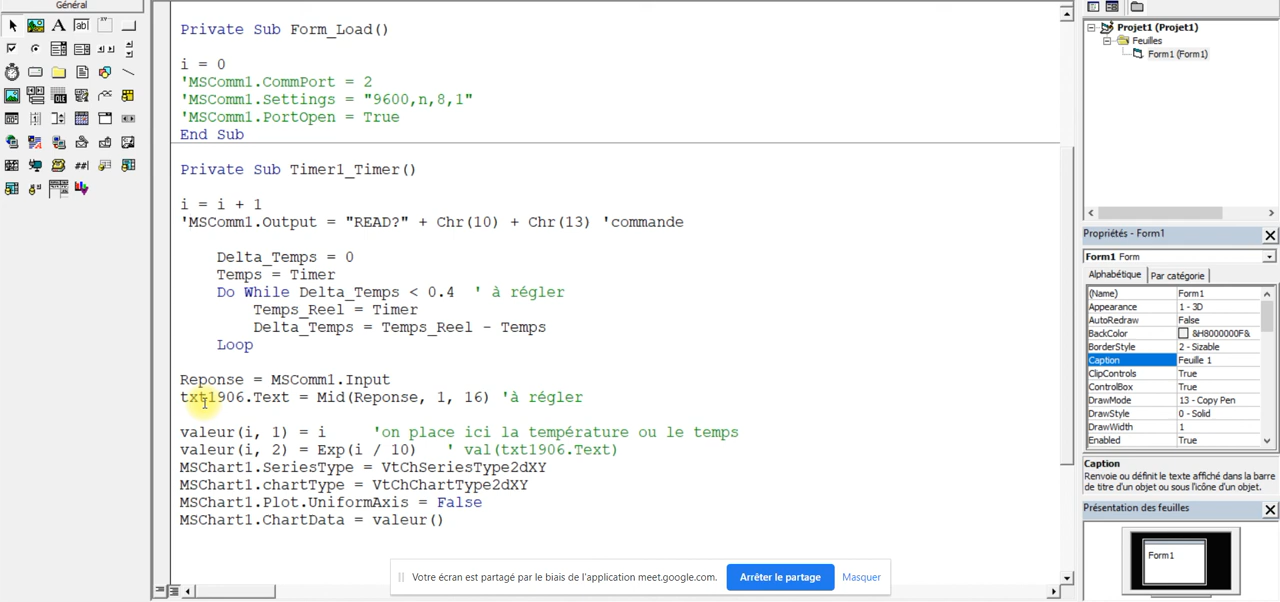 Général
Private Sub Form_Load()
i = 0
'MSComm1.CommPort = 2
'MSComm1.Settings = "9600,n,8,1"
'MSComm1.PortOpen = True
End Sub
Private Sub Timer1_Timer()
i = i + 1
'MSComm1.Output = "READ?" + Chr(10) + Chr(13) 'commande
Delta_Temps = 0
Temps = Timer
Do While Delta_Temps < 0.4 ' à régler
Temps_Reel = Timer
Delta_Temps = Temps_Reel - Temps
Loop
Reponse = MSComm1.Input
txt1906.Text = Mid(Reponse, 1, 16) 'à régler
valeur(i, 1) = i 'on place ici la température ou le temps
valeur(i, 2) = Exp(i / 10) ' val(txt1906.Text)
MSChart1.SeriesType = VtChSeriesType2dXY
MSChart1.chartType = VtChChartType2dXY
MSChart1.Plot.UniformAxis = False
MSChart1.ChartData = valeur()
Votre écran est partagé par le biais de l'application meet.google.com.
Arrêter le partage
Masquer
Projet1 (Projet1)
Feuilles
Form1 (Form1)
Propriétés - Form1
Form1 Form
Alphabétique Par catégorie
(Name) Form1
Appearance 1 - 3D
AutoRedraw False
BackColor &H8000000F&
BorderStyle 2 - Sizable
Caption Feuille 1
ClipControls True
ControlBox True
DrawMode 13 - Copy Pen
DrawStyle 0 - Solid
DrawWidth 1
Enabled True
Caption
Renvoie ou définit le texte affiché dans la barre
de titre d'un objet ou sous l'icône d'un objet.
Présentation des feuilles
Form1